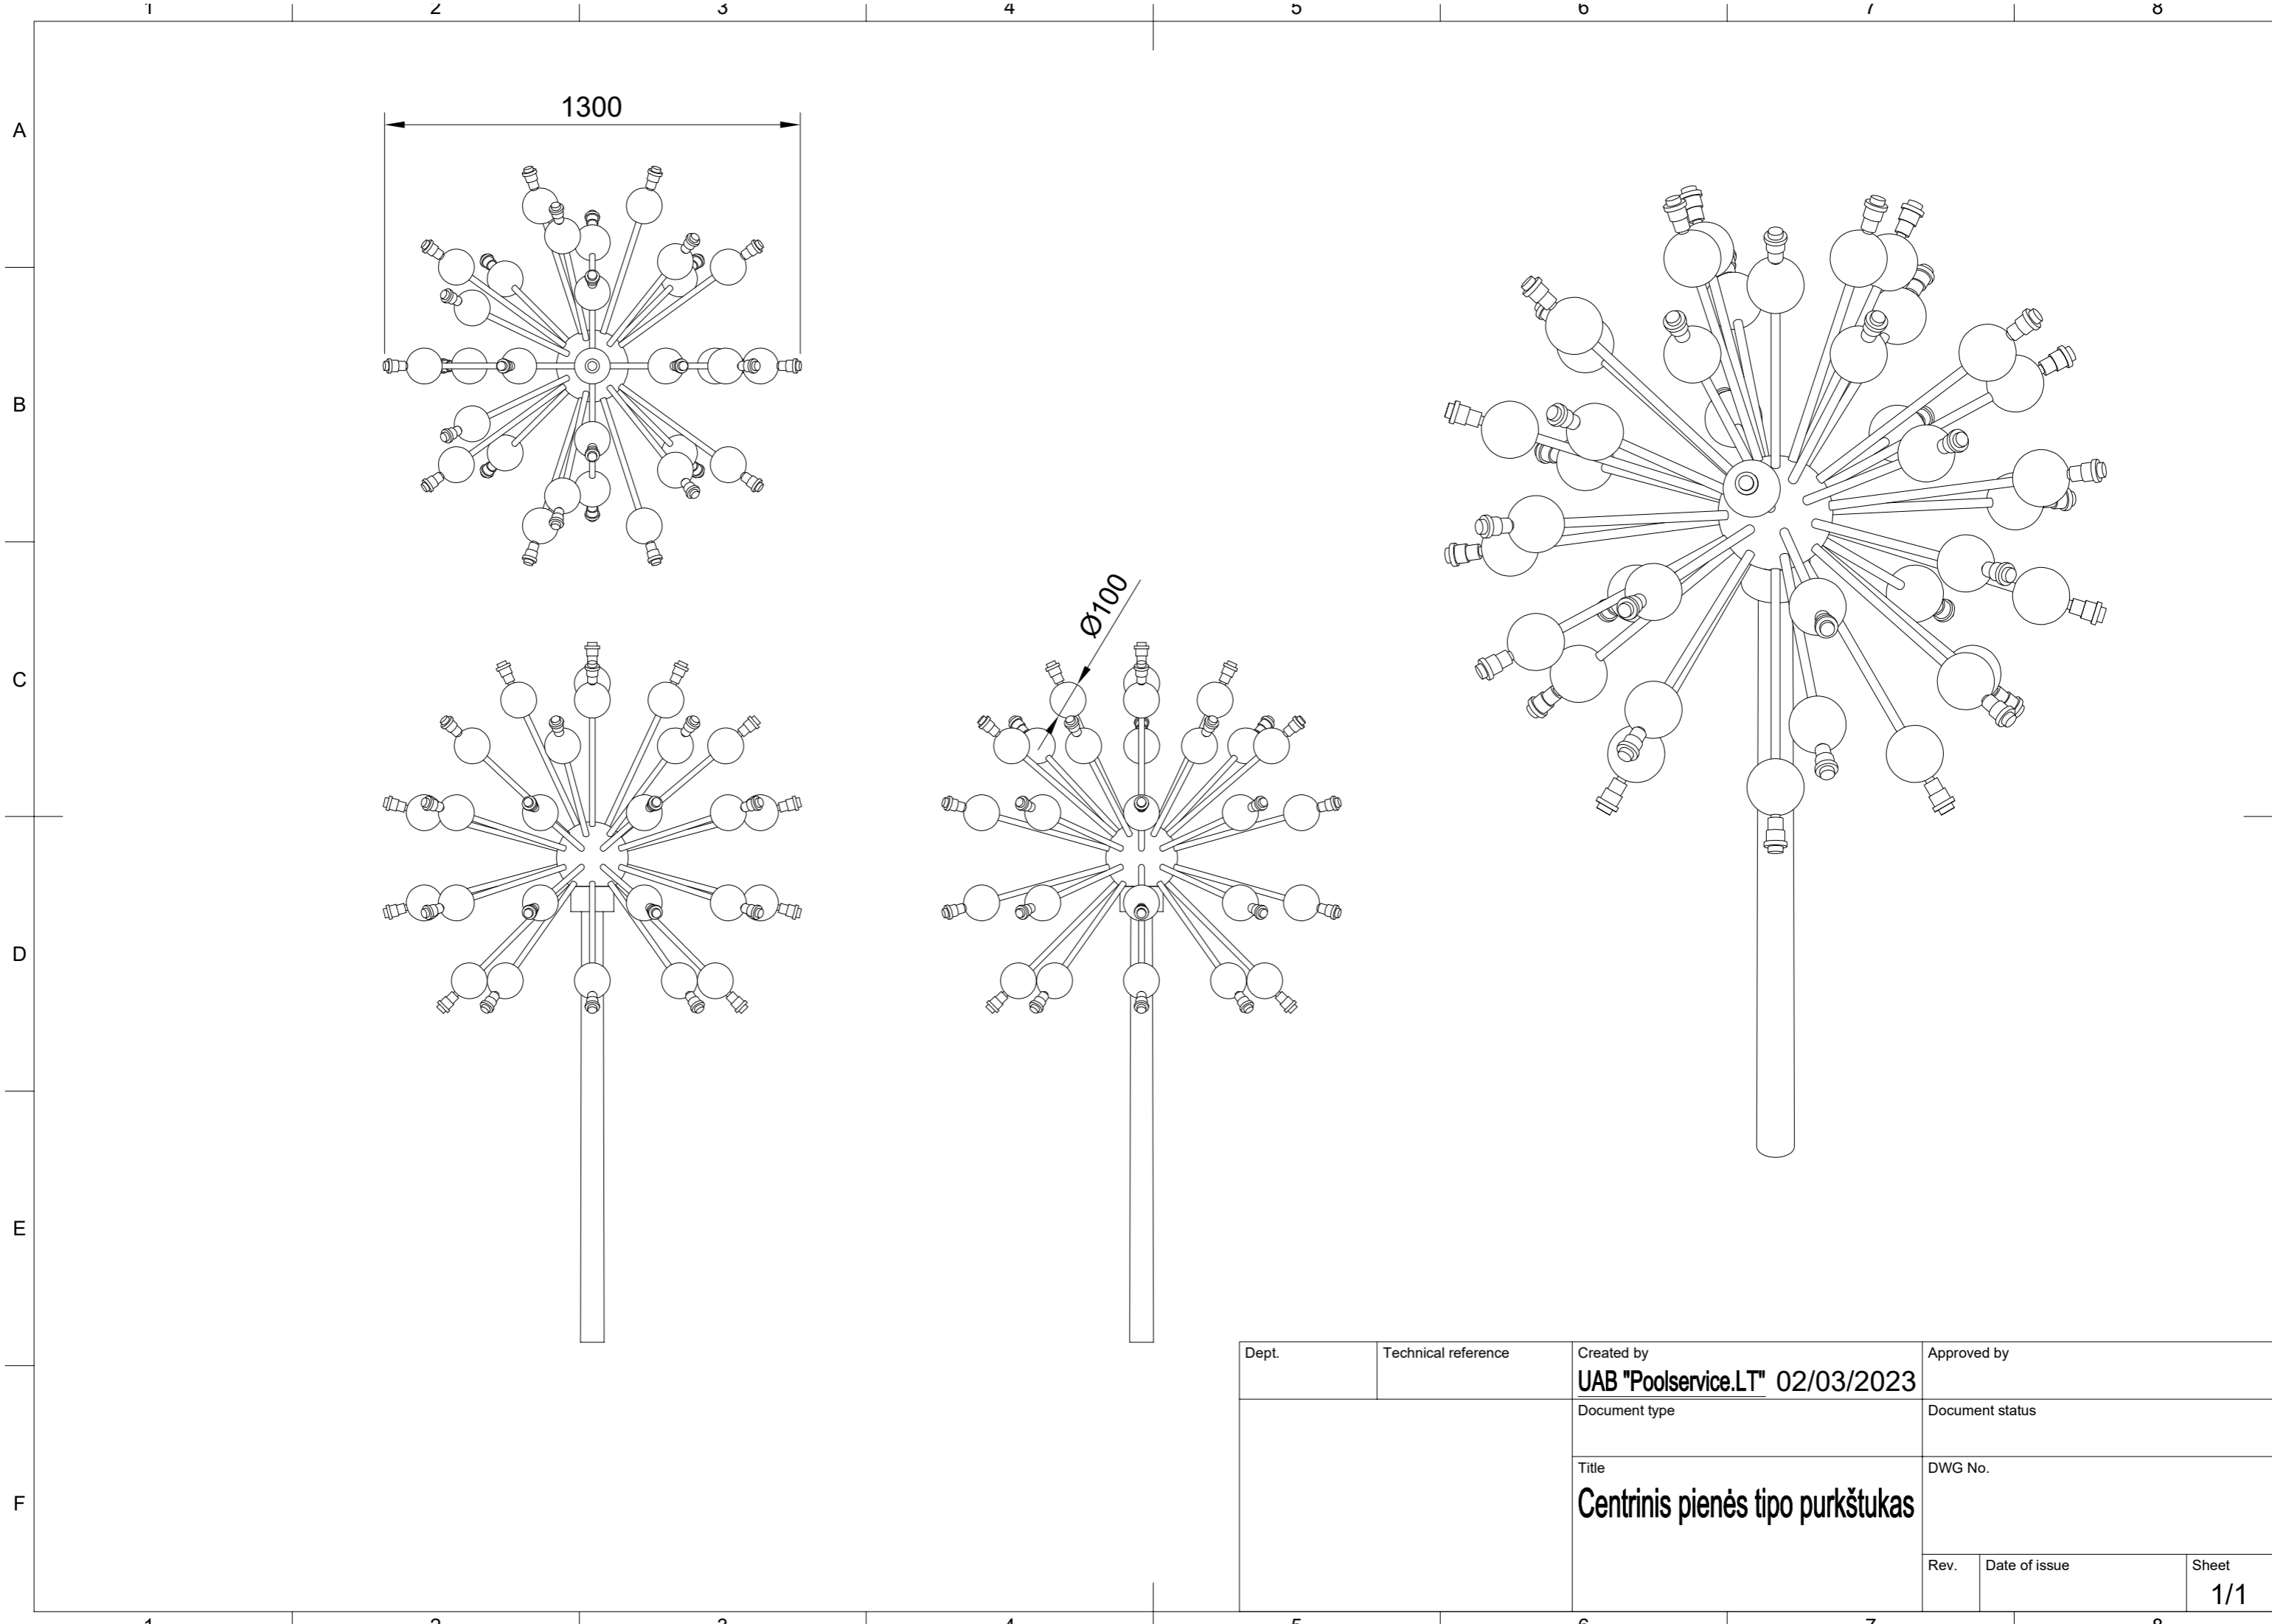 1 2 3 4 5 6 7 8
A
1300
B
Ø100
C
D
E
Dept. Technical reference Created by Approved by
UAB "Poolservice.LT" 02/03/2023
Document type Document status
Title DWG No.
F
Centrinis pienės tipo purkštukas
Rev. Date of issue Sheet
1/1
1 2 3 4 5 6 7 8